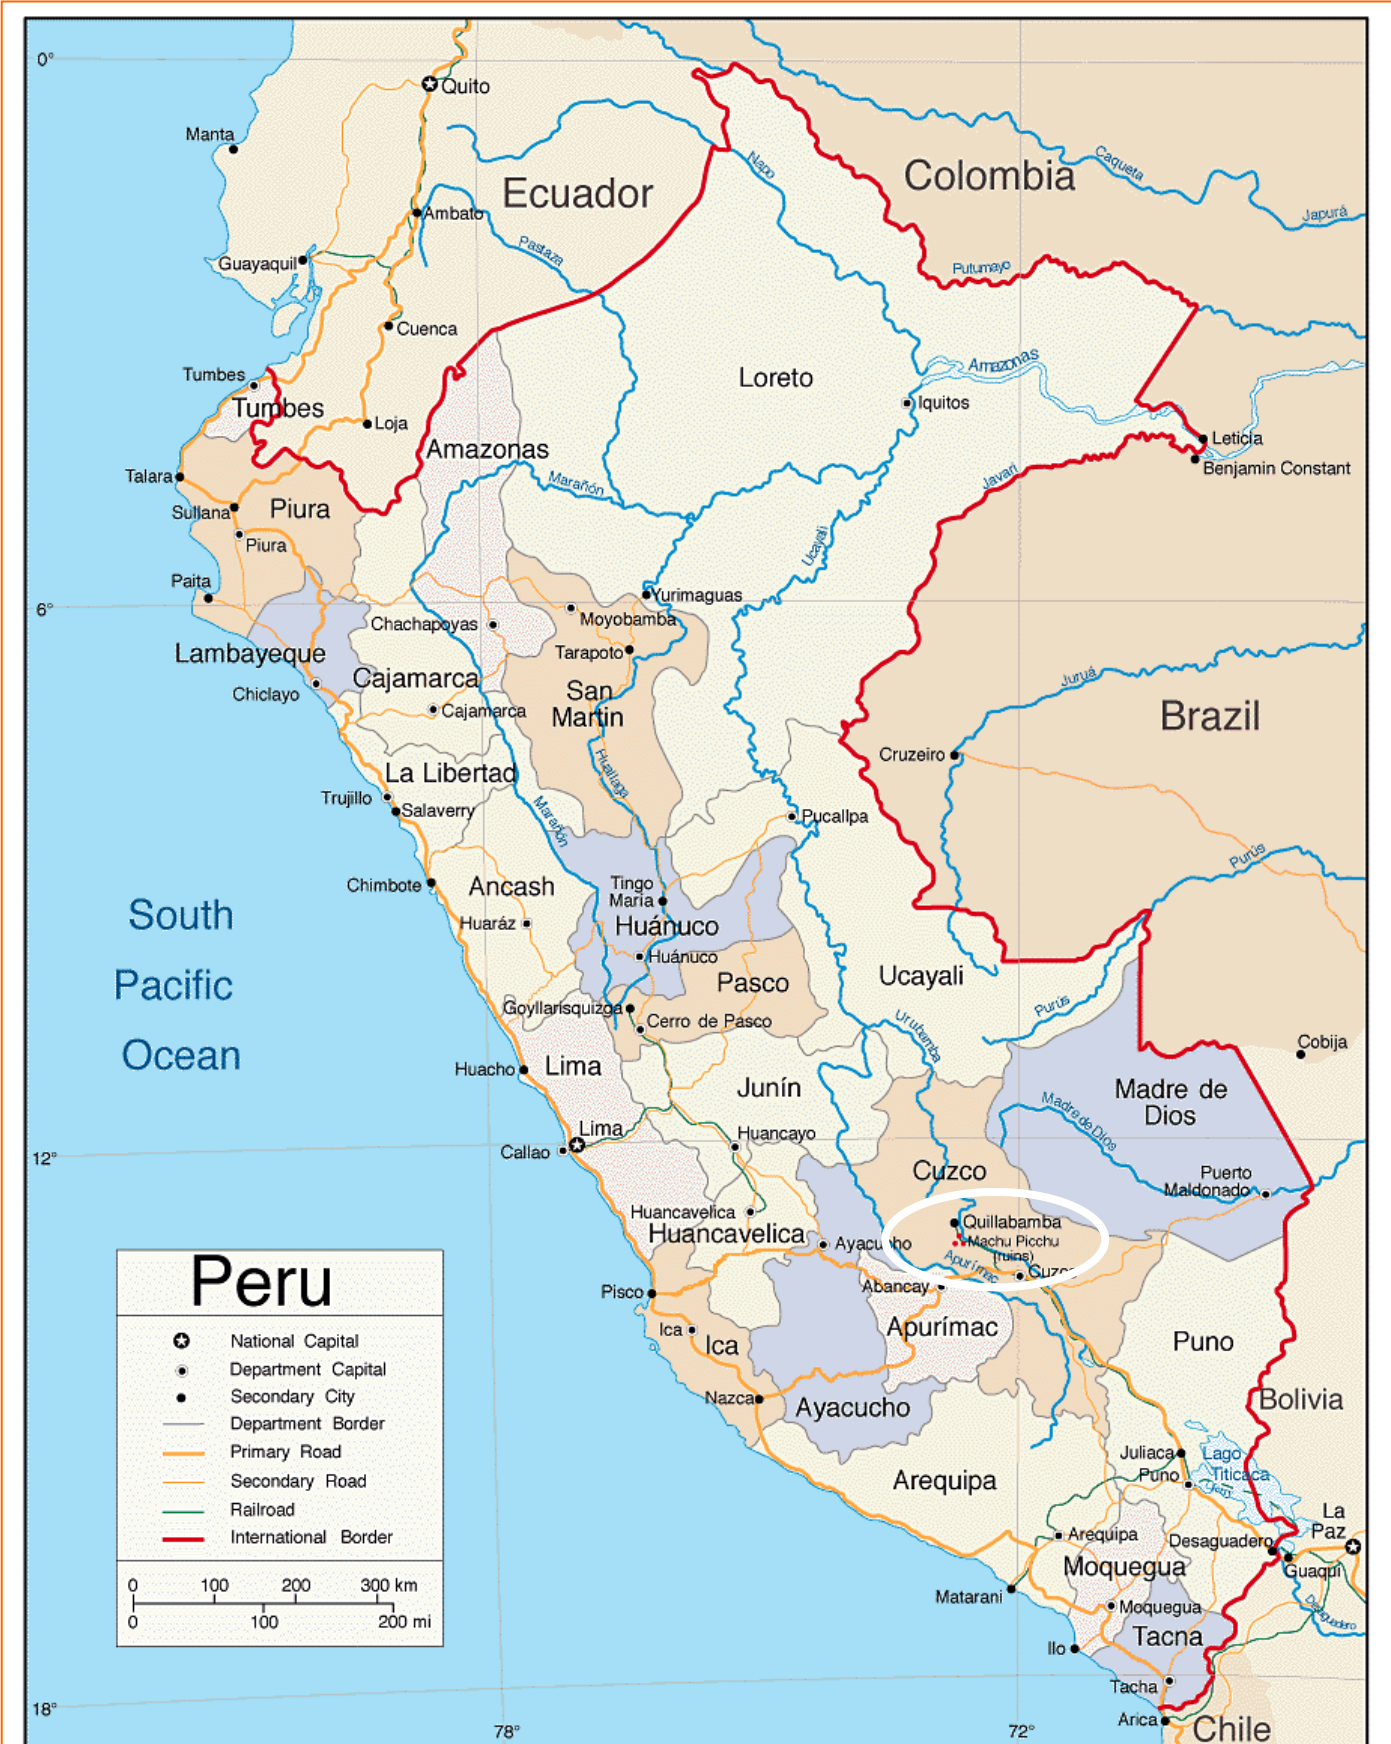 0°
Quito
Manta
Napo
Colombia
Caqueta
Ecuador
Japurá
Ambato
Pastaza
Guayaquil
Putumayo
Cuenca
Amazonas
Tumbes
Loreto
Iquitos
Tumbes
Loja
Leticia
Amazonas
Benjamin Constant
Talara
Marañón
Javari
Sullana
Piura
Piura
Ucayali
Paita
6°
Yurimaguas
Moyobamba
Chachapoyas
Tarapoto
Lambayeque
Cajamarca
Juruá
Chiclayo
San
Martin
Cajamarca
Brazil
Cruzeiro
La Libertad
Huallaga
Trujillo
Salaverry
Marañón
Pucallpa
Purús
Chimbote
Ancash
Tingo
María
South
Pacific
Ocean
Huaráz
Huánuco
Huánuco
Pasco
Ucayali
Goyllarisquizga
Cerro de Pasco
Purús
Urubamba
Cobija
Huacho
Lima
Junín
Madre de
Dios
Madre de Dios
Lima
Huancayo
12°
Callao
Cuzco
Puerto
Maldonado
Huancavelica
Huancavelica
Quillabamba
Machu Picchu
(ruins)
Ayacucho
Apurímac
Cuzco
Abancay
Pisco
Apurímac
Puno
Ica
Ica
Nazca
Ayacucho
Bolivia
Juliaca
Lago
Titicaca
Puno
Arequipa
La
Paz
Arequipa
Desaguadero
Guaqui
Moquegua
Matarani
Moquegua
Desaguadero
Tacna
Ilo
Tacha
18°
Arica
Chile
78°
72°
Peru
National Capital
Department Capital
Secondary City
Department Border
Primary Road
Secondary Road
Railroad
International Border
0 100 200 300 km
0 100 200 mi